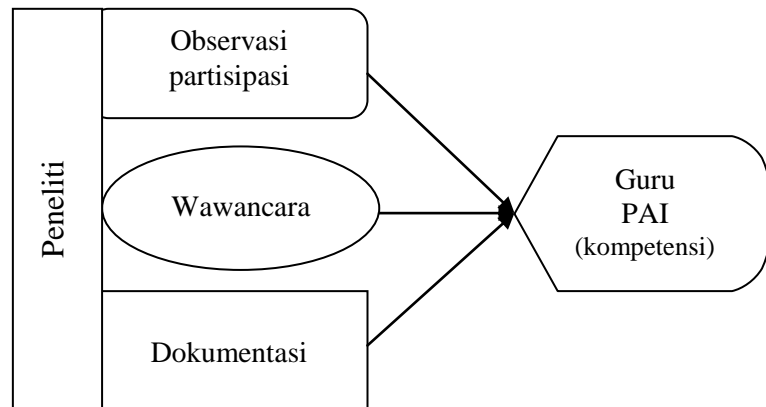 Peneliti
Observasi
partisipasi
Wawancara
Dokumentasi
Guru
PAI
(kompetensi)